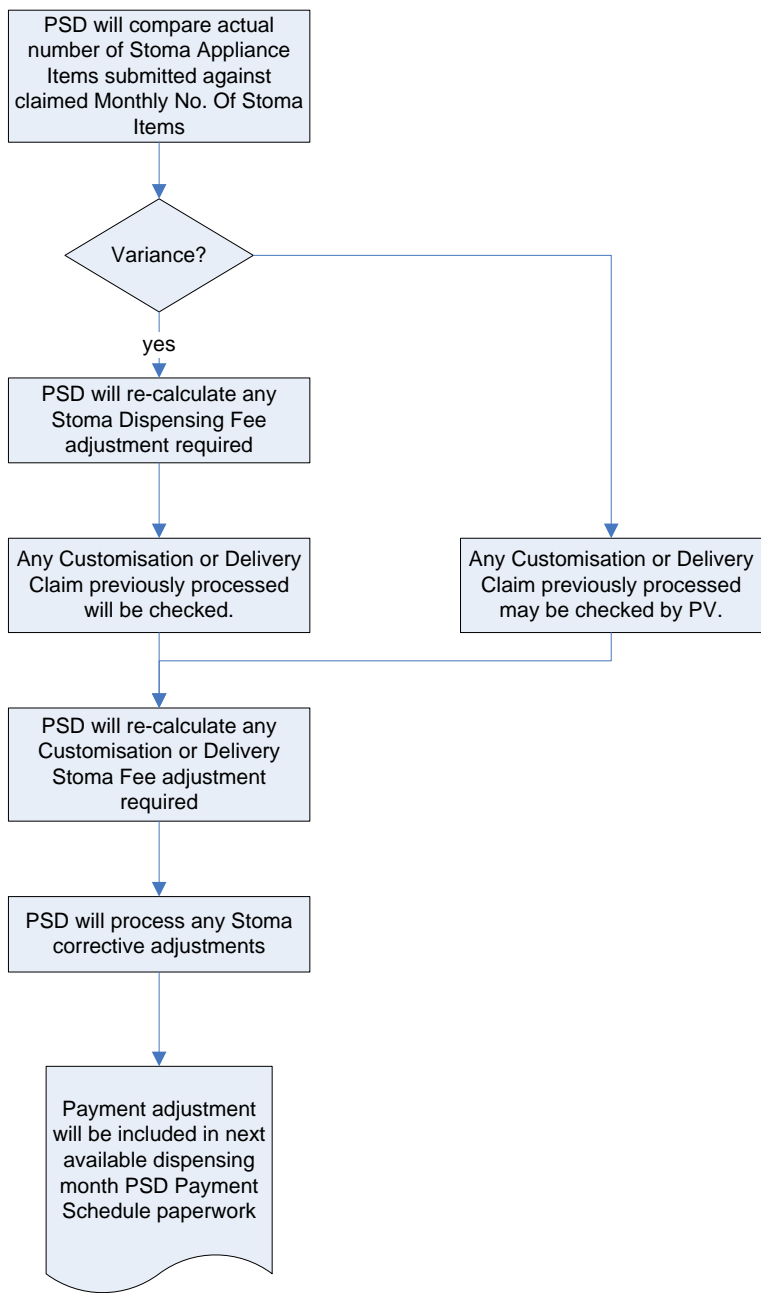 PSD will compare actual
number of Stoma Appliance
Items submitted against
claimed Monthly No. Of Stoma
Items
Variance?
yes
PSD will re-calculate any
Stoma Dispensing Fee
adjustment required
Any Customisation or Delivery
Claim previously processed
will be checked.
Any Customisation or Delivery
Claim previously processed
may be checked by PV.
PSD will re-calculate any
Customisation or Delivery
Stoma Fee adjustment
required
PSD will process any Stoma
corrective adjustments
Payment adjustment
will be included in next
available dispensing
month PSD Payment
Schedule paperwork